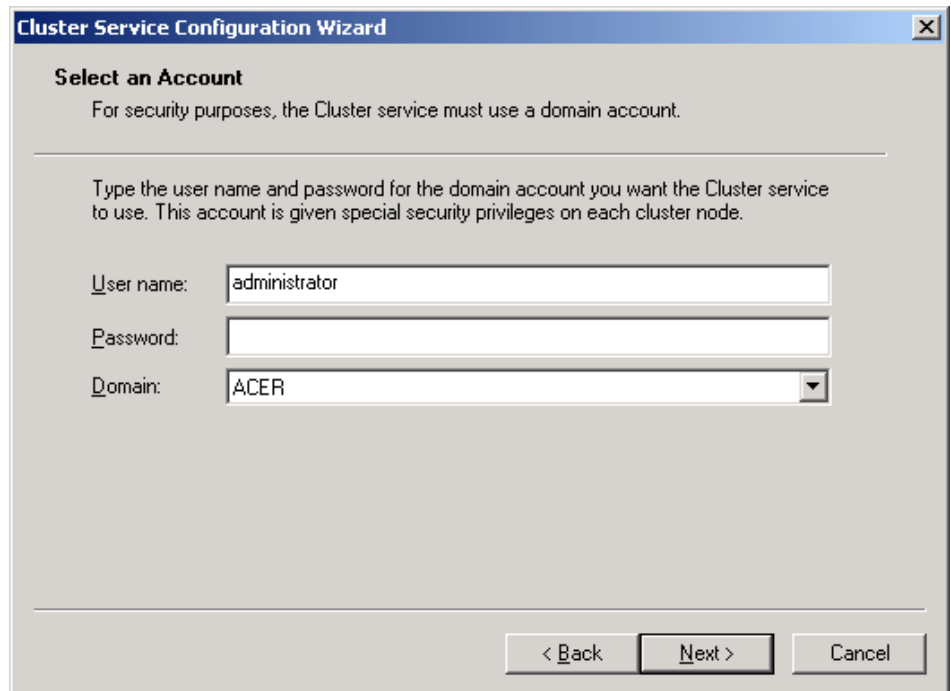 Cluster Service Configuration Wizard
Select an Account
For security purposes, the Cluster service must use a domain account.
Type the user name and password for the domain account you want the Cluster service
to use. This account is given special security privileges on each cluster node.
User name: administrator
Password:
Domain: ACER
< Back Next > Cancel